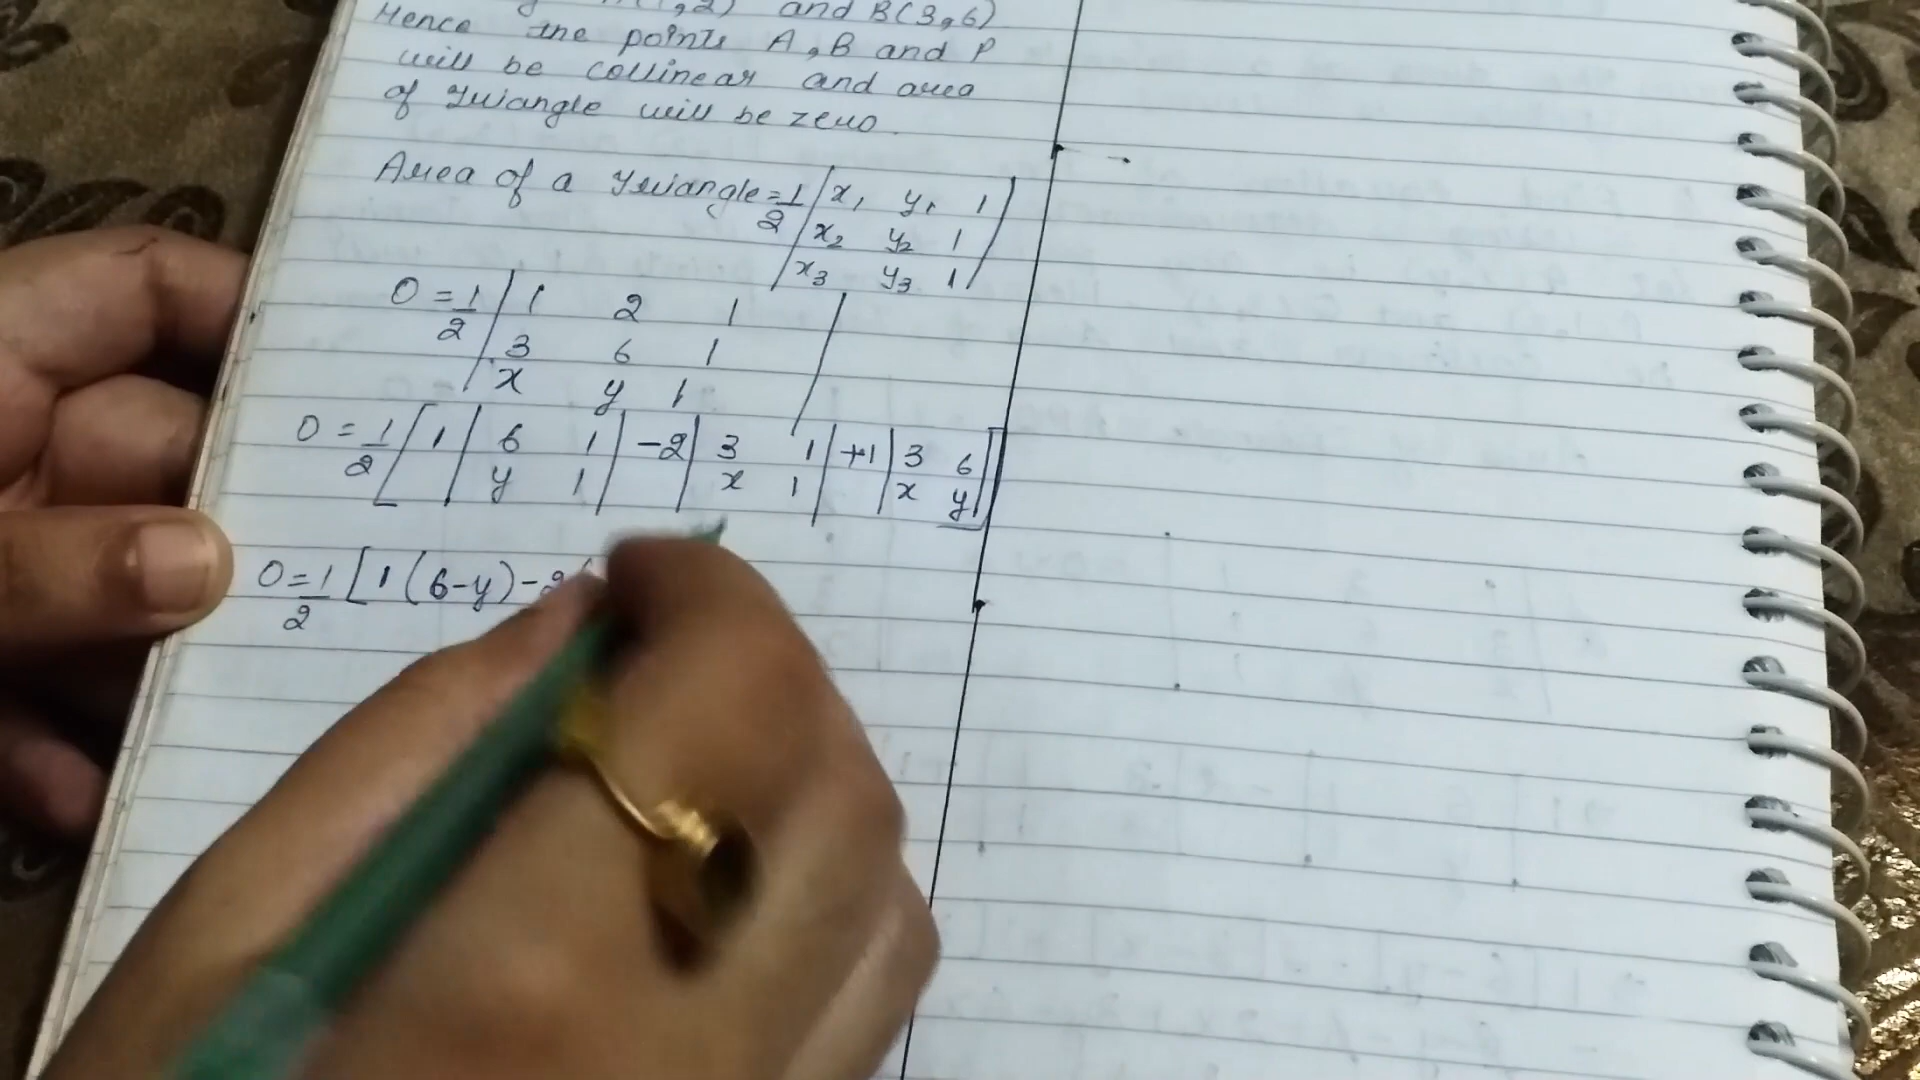 , 2) and B(3,6)
Hence the points A, B and P
will be collinear and area
of triangle will be zero.
Area of a triangle = 1/2 | x₁ y₁ 1 |
| x₂ y₂ 1 |
| x₃ y₃ 1 |
0 = 1/2 | 1 2 1 |
| 3 6 1 |
| x y 1 |
0 = 1/2 [ 1 | 6 1 | -2 | 3 1 | +1 | 3 6 | ]
| y 1 | | x 1 | | x y |
0 = 1/2 [ 1 (6-y) - 2(